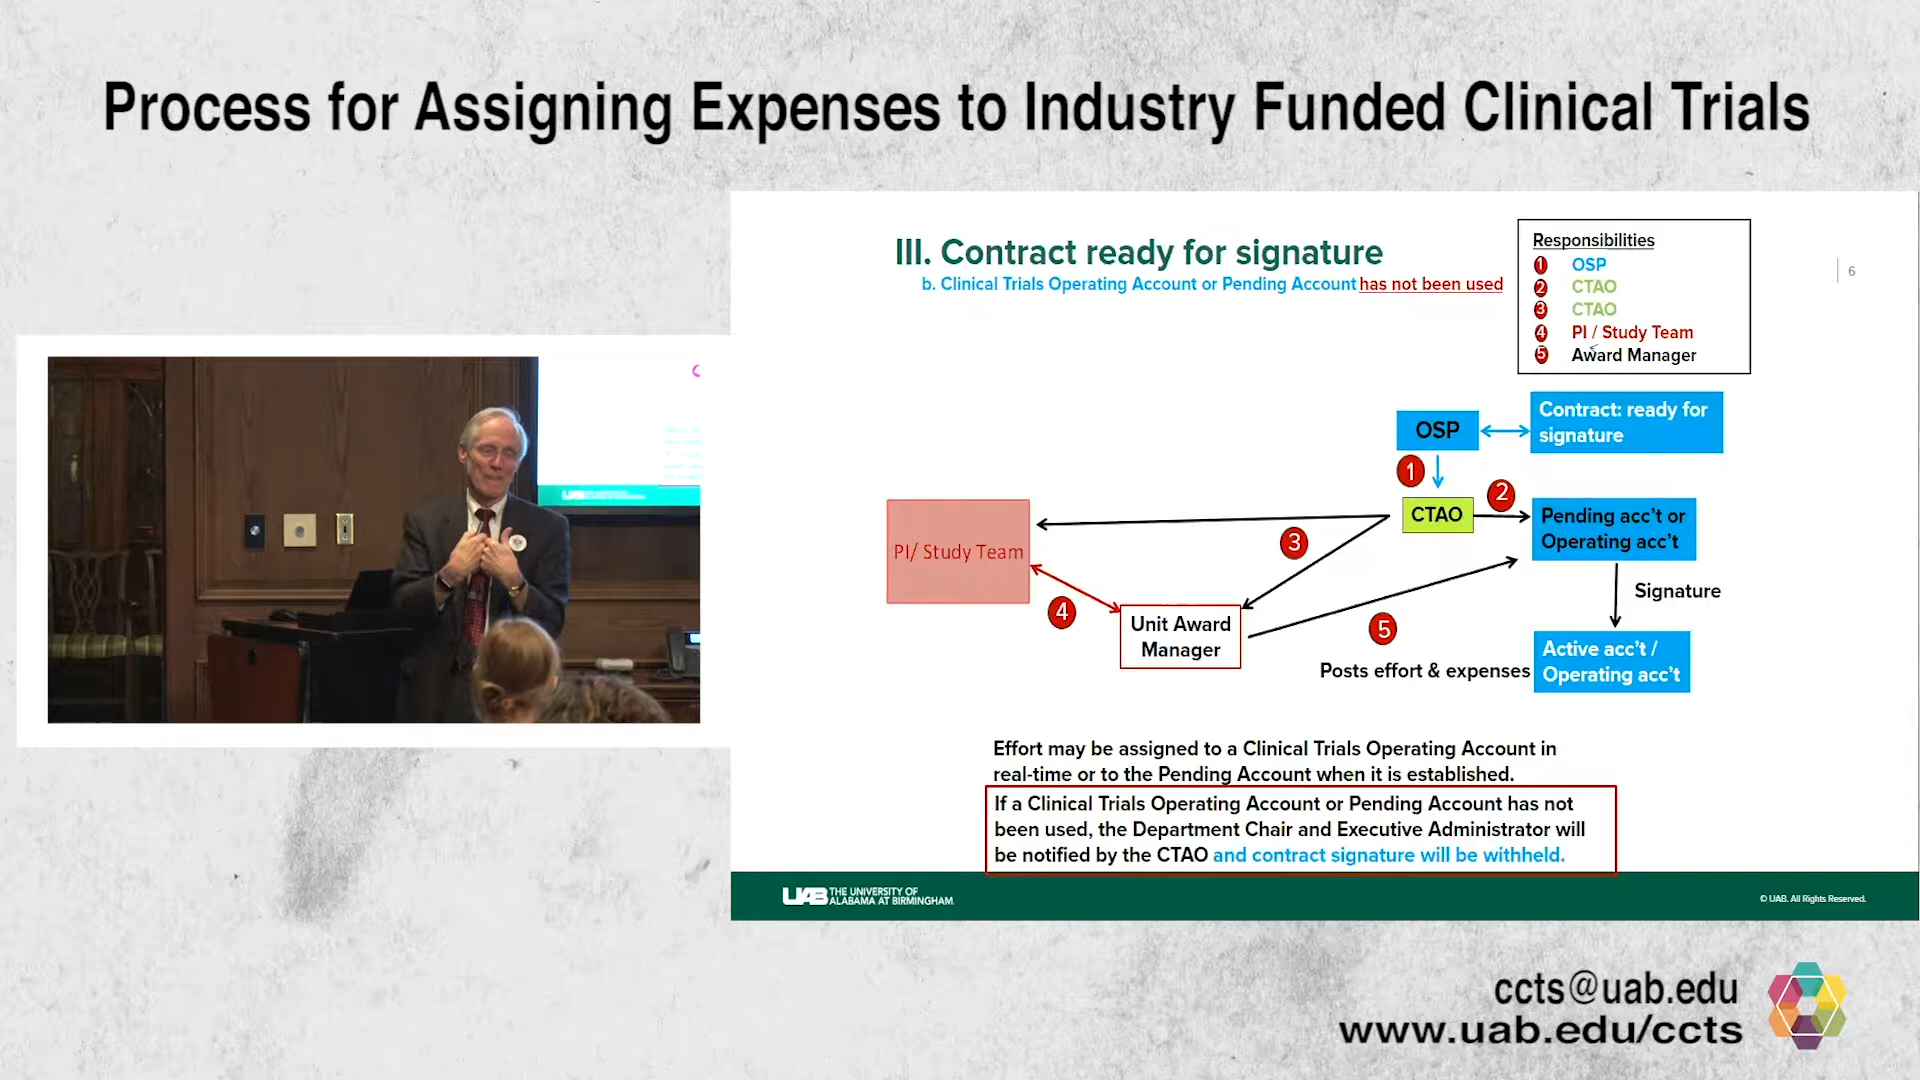 Process for Assigning Expenses to Industry Funded Clinical Trials
III. Contract ready for signature
b. Clinical Trials Operating Account or Pending Account has not been used
Responsibilities
1 OSP
2 CTAO
3 CTAO
4 PI / Study Team
5 Award Manager
6
OSP
Contract: ready for
signature
1
CTAO
2
Pending acc't or
Operating acc't
PI/ Study Team
3
Signature
4
Unit Award
Manager
5
Posts effort & expenses
Active acc't /
Operating acc't
Effort may be assigned to a Clinical Trials Operating Account in
real-time or to the Pending Account when it is established.
If a Clinical Trials Operating Account or Pending Account has not
been used, the Department Chair and Executive Administrator will
be notified by the CTAO and contract signature will be withheld.
UAB THE UNIVERSITY OF
ALABAMA AT BIRMINGHAM.
© UAB. All Rights Reserved.
ccts@uab.edu
www.uab.edu/ccts